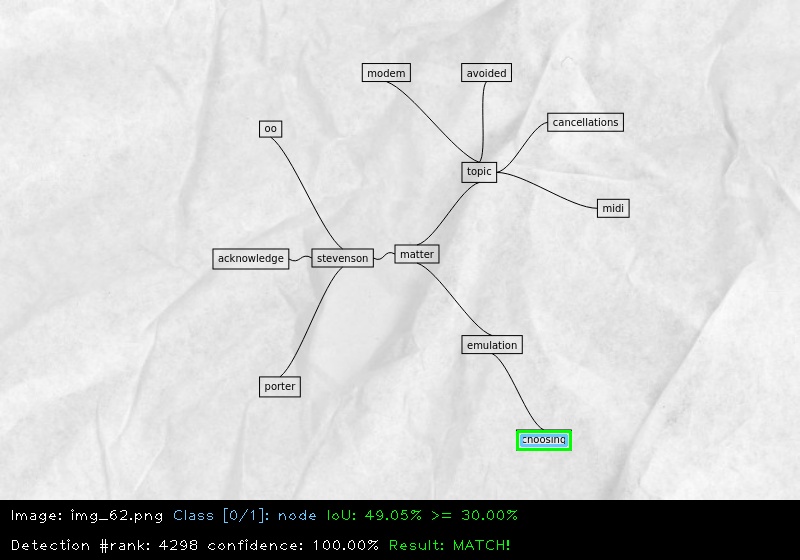 modem
avoided
cancellations
oo
topic
midi
acknowledge
stevenson
matter
emulation
porter
choosing
Image: img_62.png Class [0/1]: node IoU: 49.05% >= 30.00%
Detection #rank: 4298 confidence: 100.00% Result: MATCH!